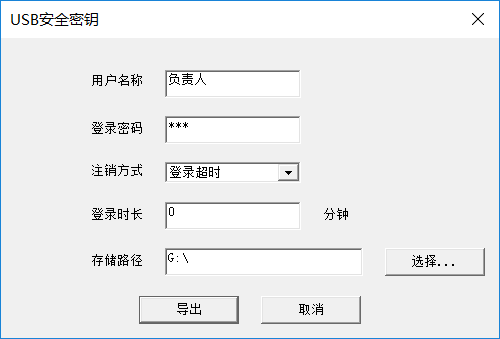 USB安全密钥
用户名称 负责人
登录密码 ***
注销方式 登录超时
登录时长 0 分钟
存储路径 G:\ 选择...
导出 取消